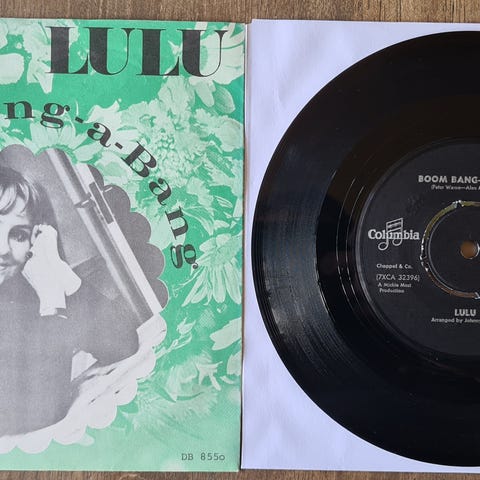 LULU
ng-a-Bang
DB 8550
BOOM BANG-
(Peter Warne—Alan
Columbia
Chappel & Co.
[7XCA 32396]
A Mickie Most
Production
LULU
Arranged by Johnn